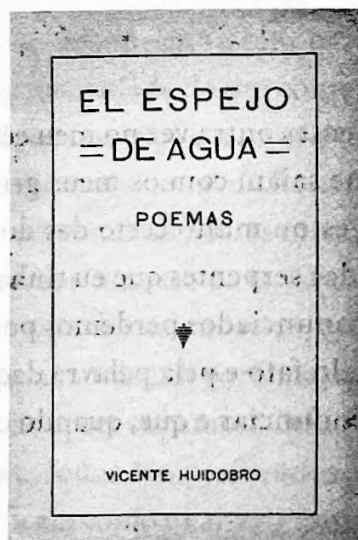 EL ESPEJO
= DE AGUA =
POEMAS
VICENTE HUIDOBRO